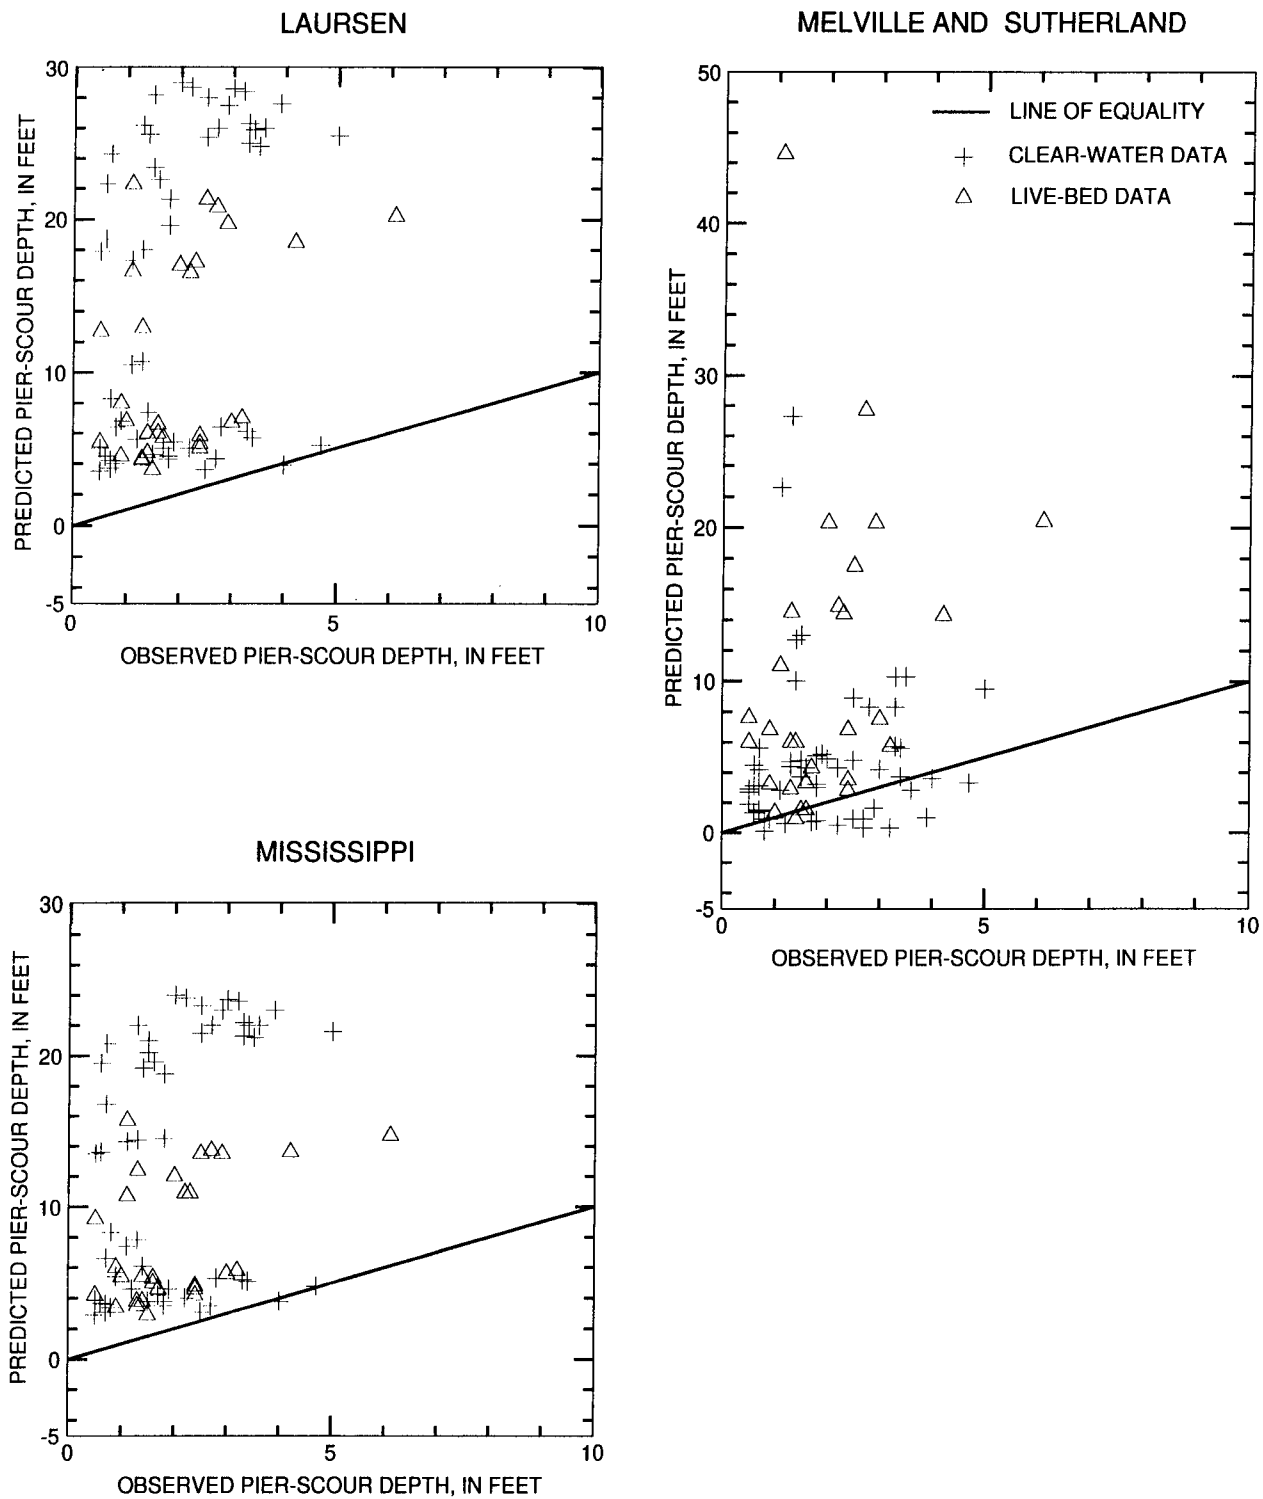 LAURSEN
30
20
10
0
-5
0
5
10
PREDICTED PIER-SCOUR DEPTH, IN FEET
OBSERVED PIER-SCOUR DEPTH, IN FEET
MELVILLE AND SUTHERLAND
50
40
30
20
10
0
-5
0
5
10
LINE OF EQUALITY
CLEAR-WATER DATA
LIVE-BED DATA
PREDICTED PIER-SCOUR DEPTH, IN FEET
OBSERVED PIER-SCOUR DEPTH, IN FEET
MISSISSIPPI
30
20
10
0
-5
0
5
10
PREDICTED PIER-SCOUR DEPTH, IN FEET
OBSERVED PIER-SCOUR DEPTH, IN FEET